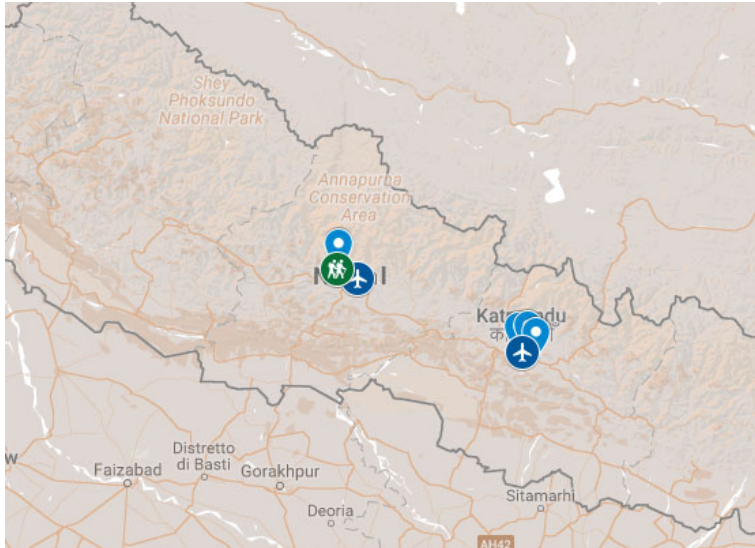 Shey
Phoksundo
National Park
Annapurna
Conservation
Area
Distretto
di Basti
Faizabad
Gorakhpur
Deoria
Sitamarhi
AH42